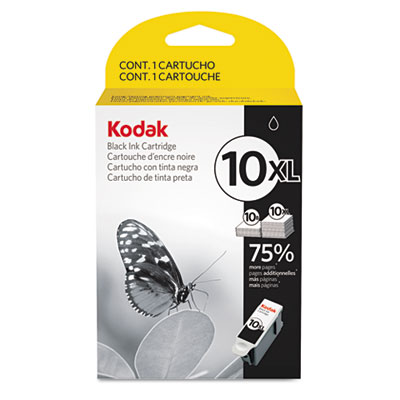 CONT. 1 CARTUCHO
CONT. 1 CARTOUCHE
Kodak
Black Ink Cartridge
Cartouche d'encre noire
Cartucho con tinta negra
Cartucho de tinta preta
10XL
10XL
75%
more pages
pages additionnelles
más páginas
mais páginas
Kodak
10XL